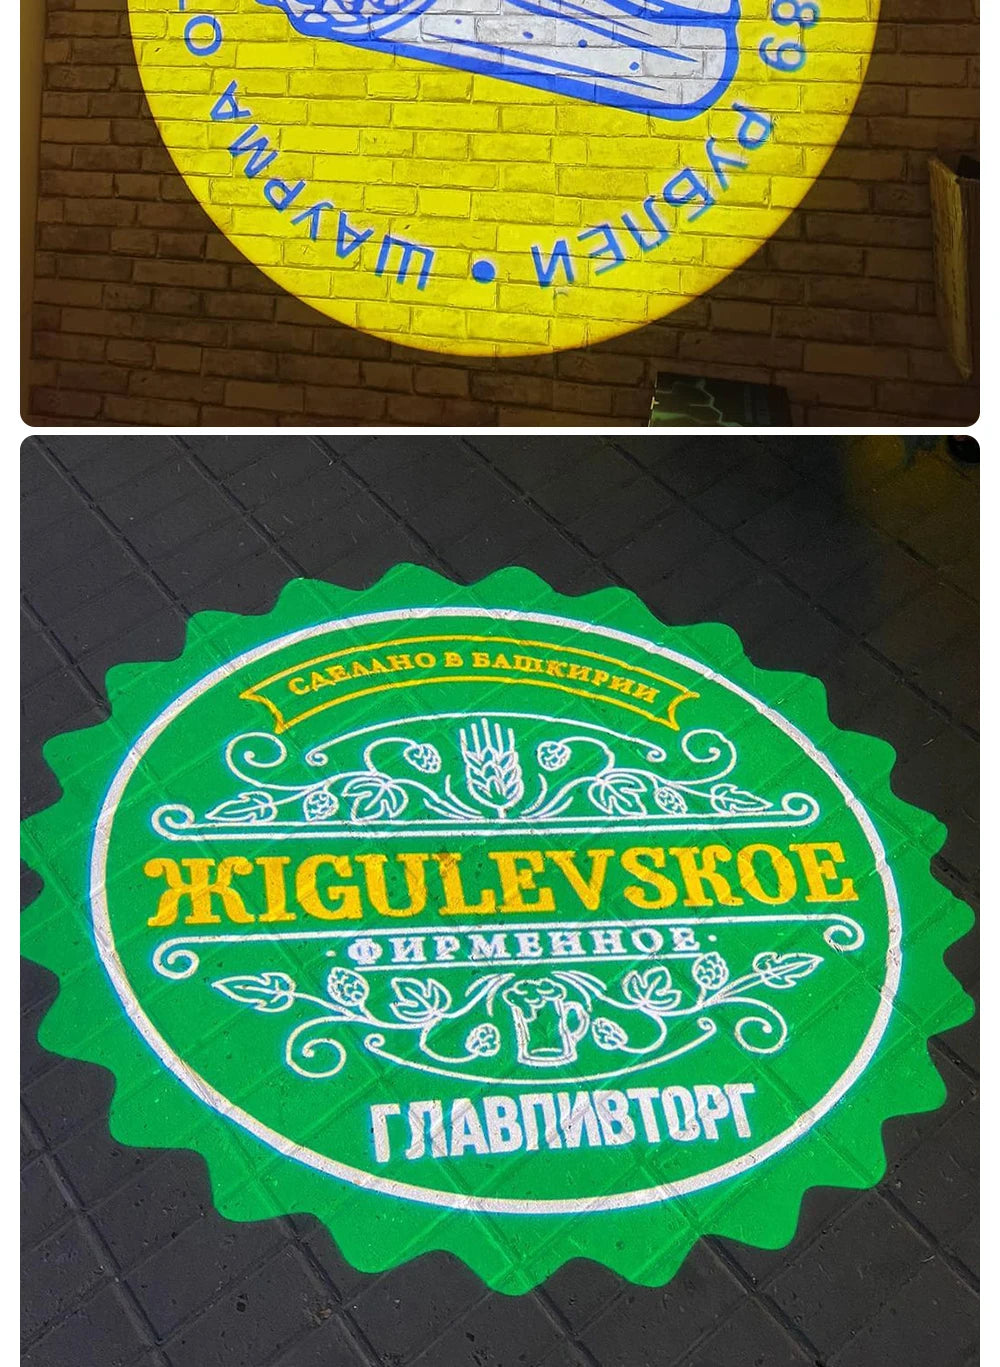 ШАУРМА О
89 РУБЛЕЙ •
СДЕЛАНО В БАШКИРИИ
ЖIGULEVSKOE
·ФИРМЕННОЕ·
ГЛАВПИВТОРГ